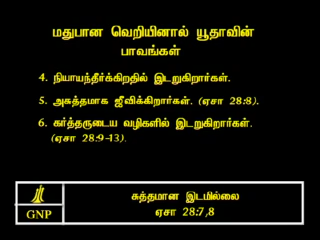 மதுபான வெறியினால் யூதாவின்
பாவங்கள்
4. நியாயந்தீர்க்கிறதில் இடறுகிறார்கள்.
5. அசுத்தமாக ஜீவிக்கிறார்கள். (ஏசா 28:8).
6. கர்த்தருடைய வழிகளில் இடறுகிறார்கள்.
(ஏசா 28:9-13).
சுத்தமான இடமில்லை
GNP
ஏசா 28:7,8